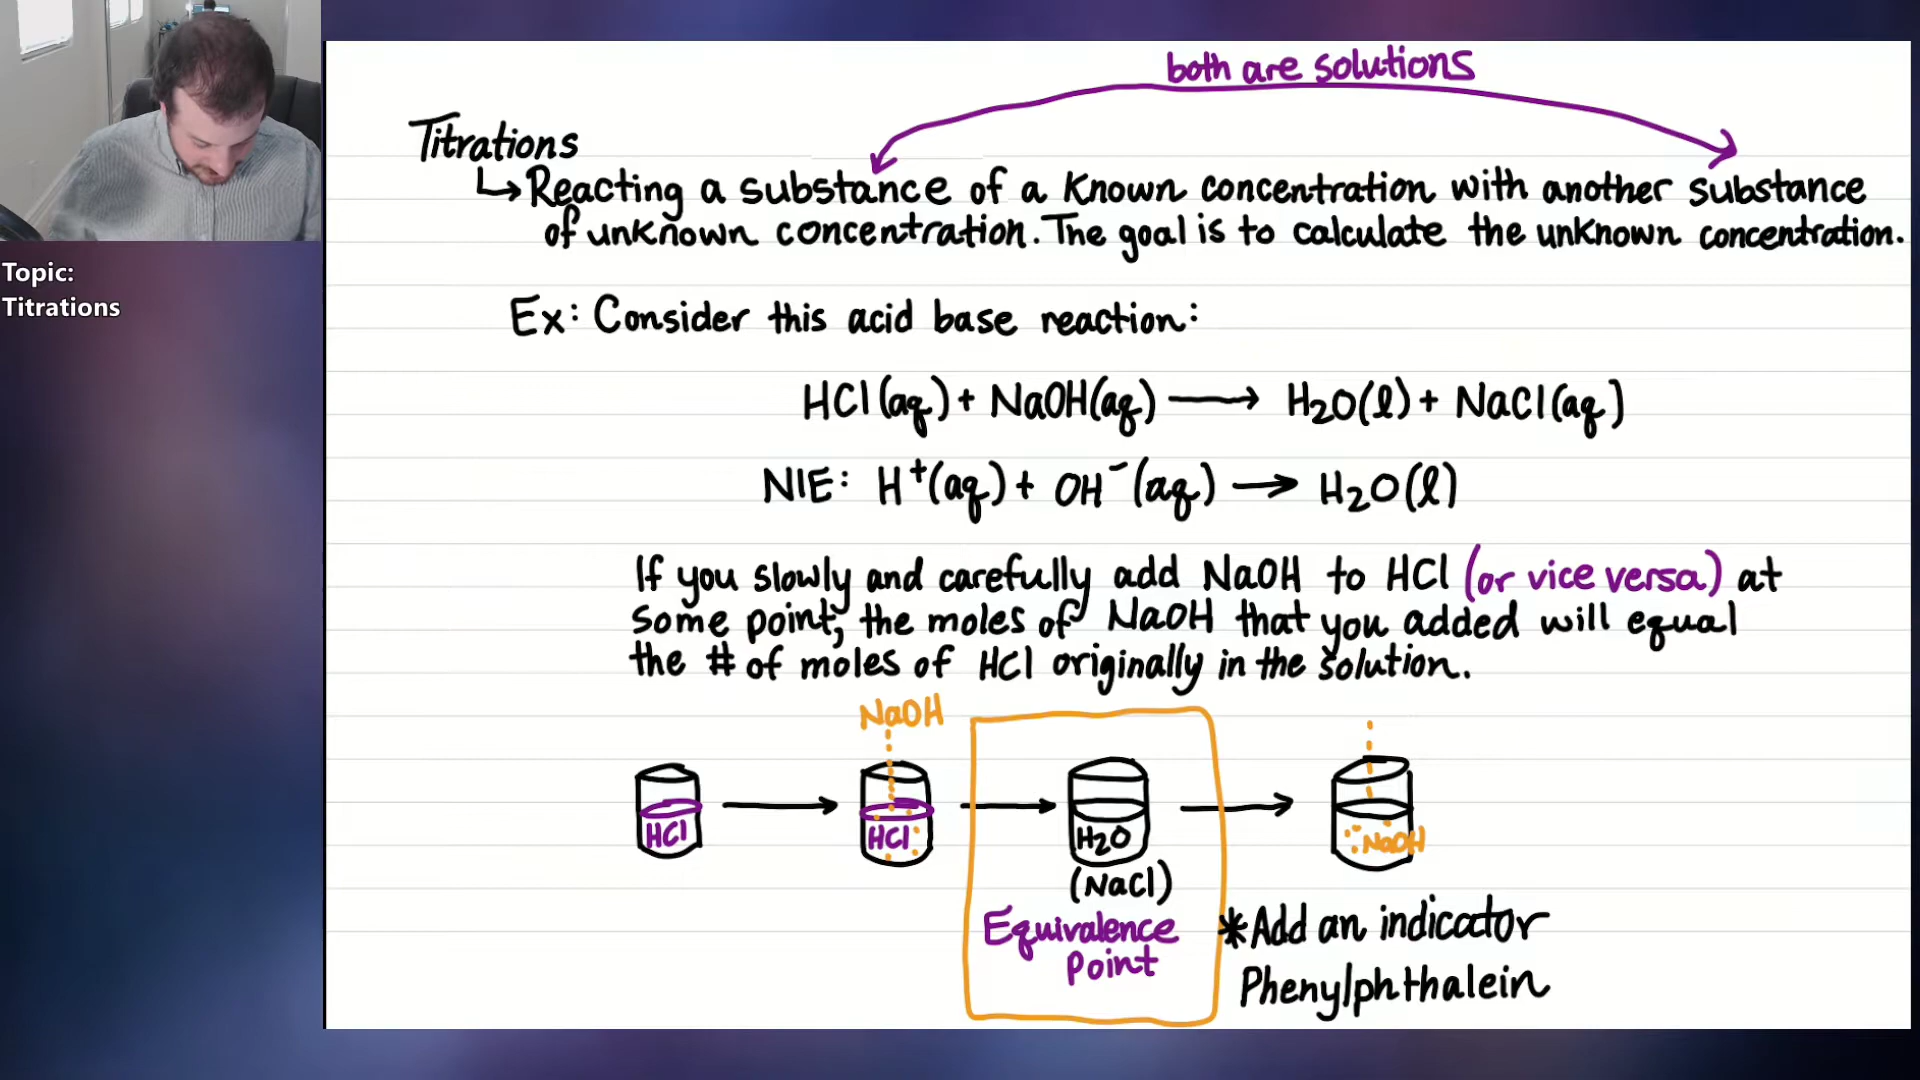 both are solutions
Titrations
↳ Reacting a substance of a known concentration with another substance
of unknown concentration. The goal is to calculate the unknown concentration.
Topic:
Titrations
Ex: Consider this acid base reaction:
HCl(aq) + NaOH(aq) ⟶ H₂O(l) + NaCl(aq)
NIE: H⁺(aq) + OH⁻(aq) ⟶ H₂O(l)
If you slowly and carefully add NaOH to HCl (or vice versa) at
some point, the moles of NaOH that you added will equal
the # of moles of HCl originally in the solution.
NaOH
HCl
HCl
H₂O
NaOH
(NaCl)
Equivalence
point
*Add an indicator
Phenylphthalein